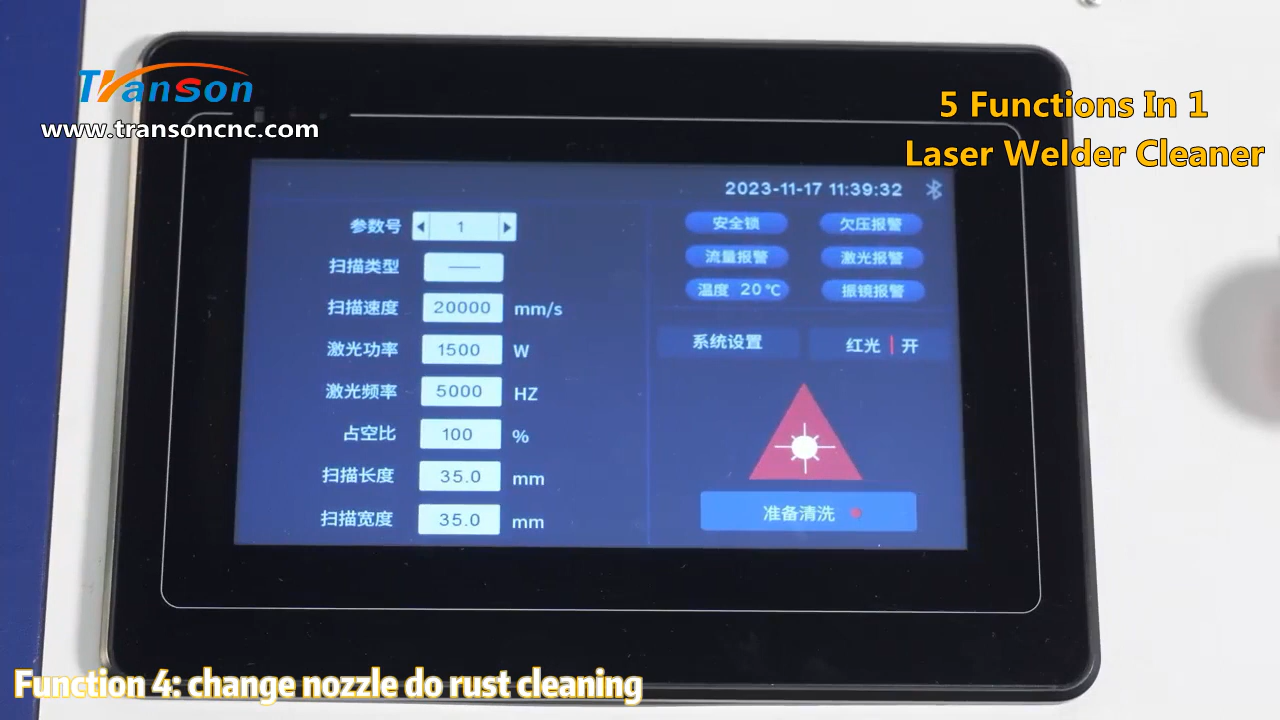 Transon
www.transoncnc.com
5 Functions In 1
Laser Welder Cleaner
2023-11-17 11:39:32
参数号 1
扫描类型
扫描速度 20000 mm/s
激光功率 1500 W
激光频率 5000 HZ
占空比 100 %
扫描长度 35.0 mm
扫描宽度 35.0 mm
安全锁 欠压报警
流量报警 激光报警
温度 20℃ 振镜报警
系统设置 红光 | 开
准备清洗
Function 4: change nozzle do rust cleaning